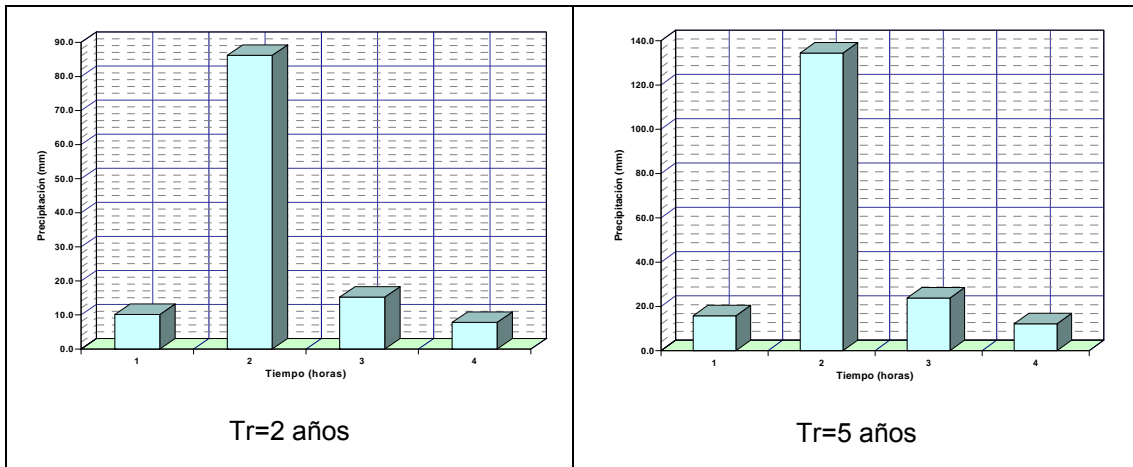 90.0
80.0
70.0
60.0
50.0
40.0
30.0
20.0
10.0
0.0
Precipitación (mm)
1 2 3 4
Tiempo (horas)
Tr=2 años
140.0
120.0
100.0
80.0
60.0
40.0
20.0
0.0
Precipitación (mm)
1 2 3 4
Tiempo (horas)
Tr=5 años